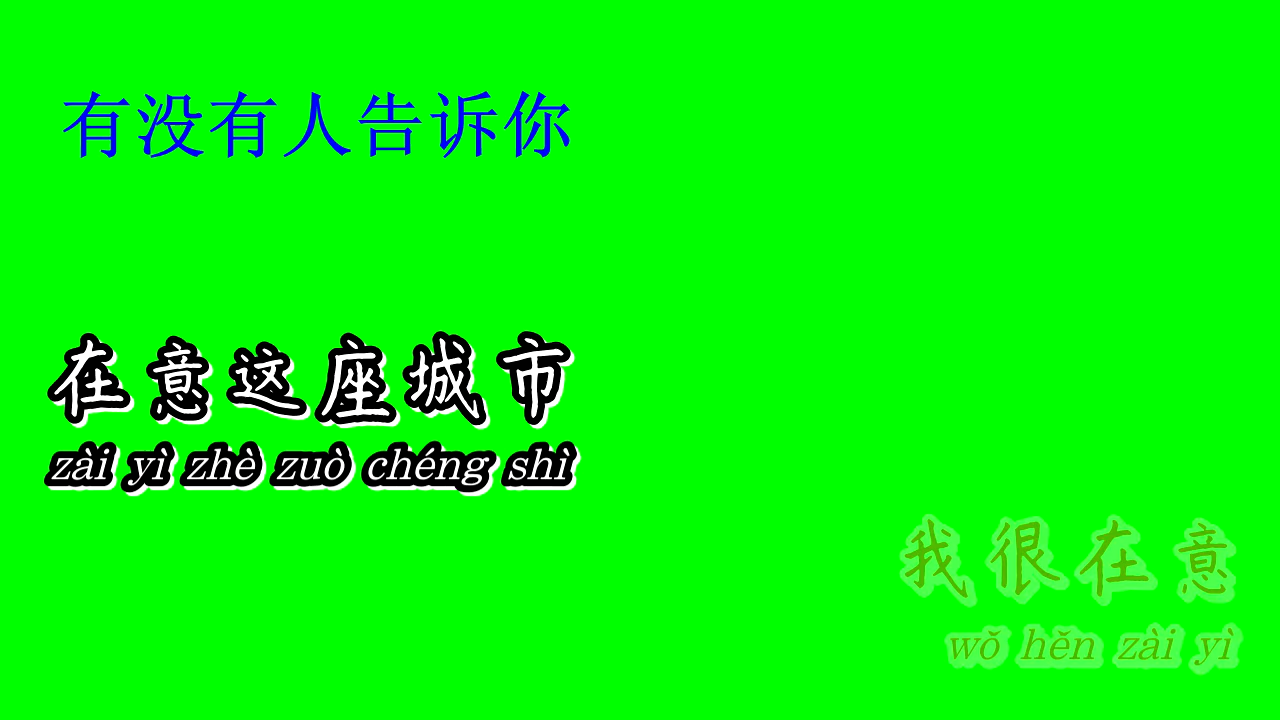 有没有人告诉你
在意这座城市
zài yì zhè zuò chéng shì
我很在意
wǒ hěn zài yì